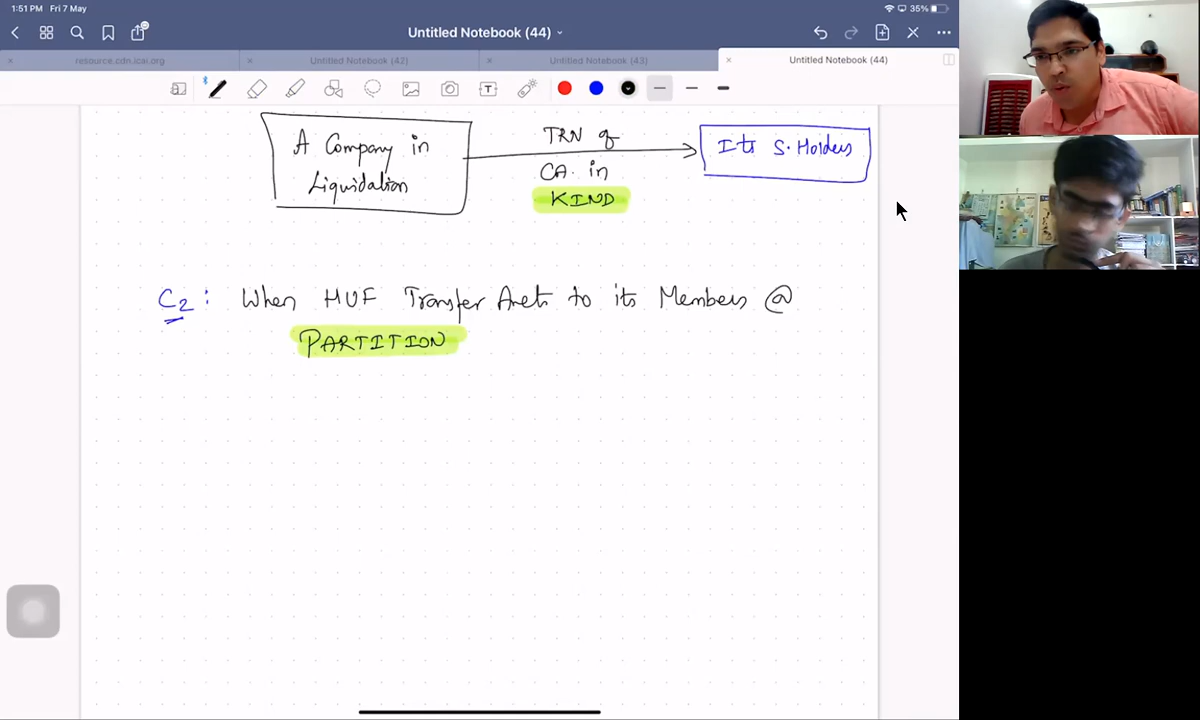 1:51 PM Fri 7 May
35%
Untitled Notebook (44)
resource.cdn.icai.org
Untitled Notebook (42)
Untitled Notebook (43)
Untitled Notebook (44)
A Company in
Liquidation
TRN of
CA. in
KIND
Its S. Holders
C2 : When HUF Transfer Assets to its Members @
PARTITION